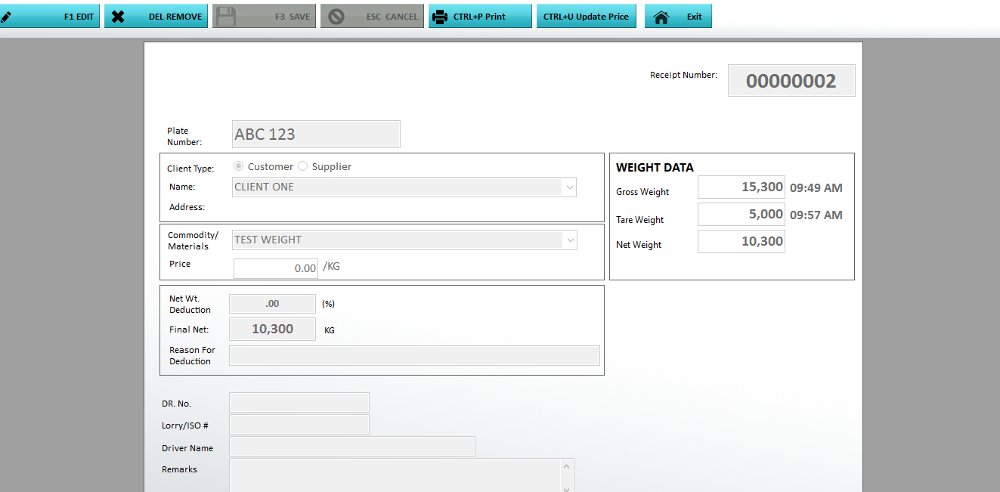 F1 EDIT DEL REMOVE F3 SAVE ESC CANCEL CTRL+P Print CTRL+U Update Price Exit
Receipt Number: 00000002
Plate
Number:
ABC 123
Client Type: Customer Supplier
Name: CLIENT ONE
Address:
Commodity/
Materials
TEST WEIGHT
Price 0.00 /KG
WEIGHT DATA
Gross Weight 15,300 09:49 AM
Tare Weight 5,000 09:57 AM
Net Weight 10,300
Net Wt.
Deduction
.00 (%)
Final Net: 10,300 KG
Reason For
Deduction
DR. No.
Lorry/ISO #
Driver Name
Remarks